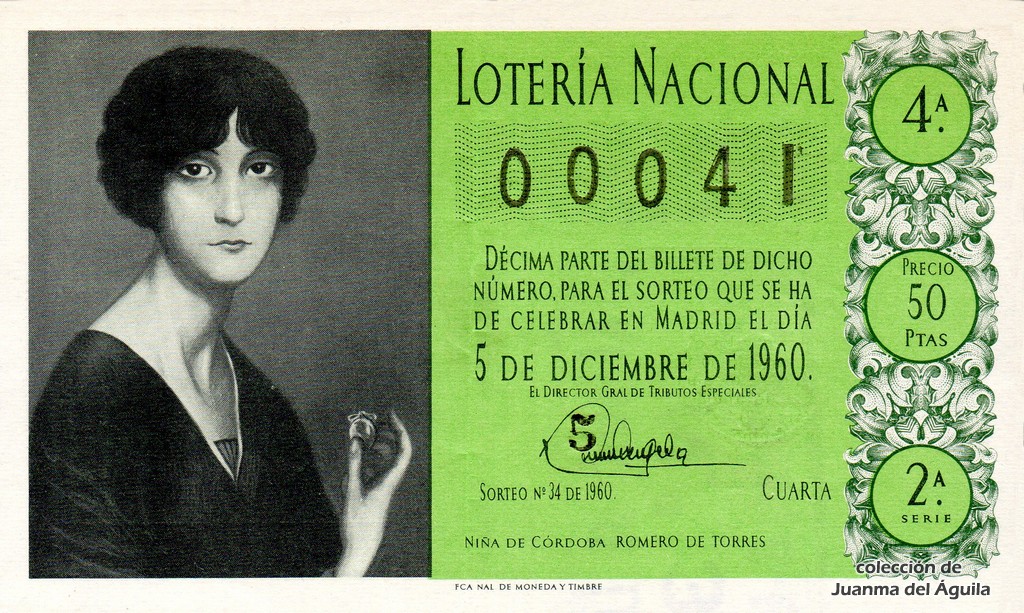 LOTERÍA NACIONAL
00041
DÉCIMA PARTE DEL BILLETE DE DICHO
NÚMERO, PARA EL SORTEO QUE SE HA
DE CELEBRAR EN MADRID EL DÍA
5 DE DICIEMBRE DE 1960.
EL DIRECTOR GRAL DE TRIBUTOS ESPECIALES
5
SORTEO Nº 34 DE 1960.
CUARTA
NIÑA DE CÓRDOBA ROMERO DE TORRES
FCA NAL DE MONEDA Y TIMBRE
4ª.
PRECIO
50
PTAS
2ª.
SERIE
colección de
Juanma del Águila